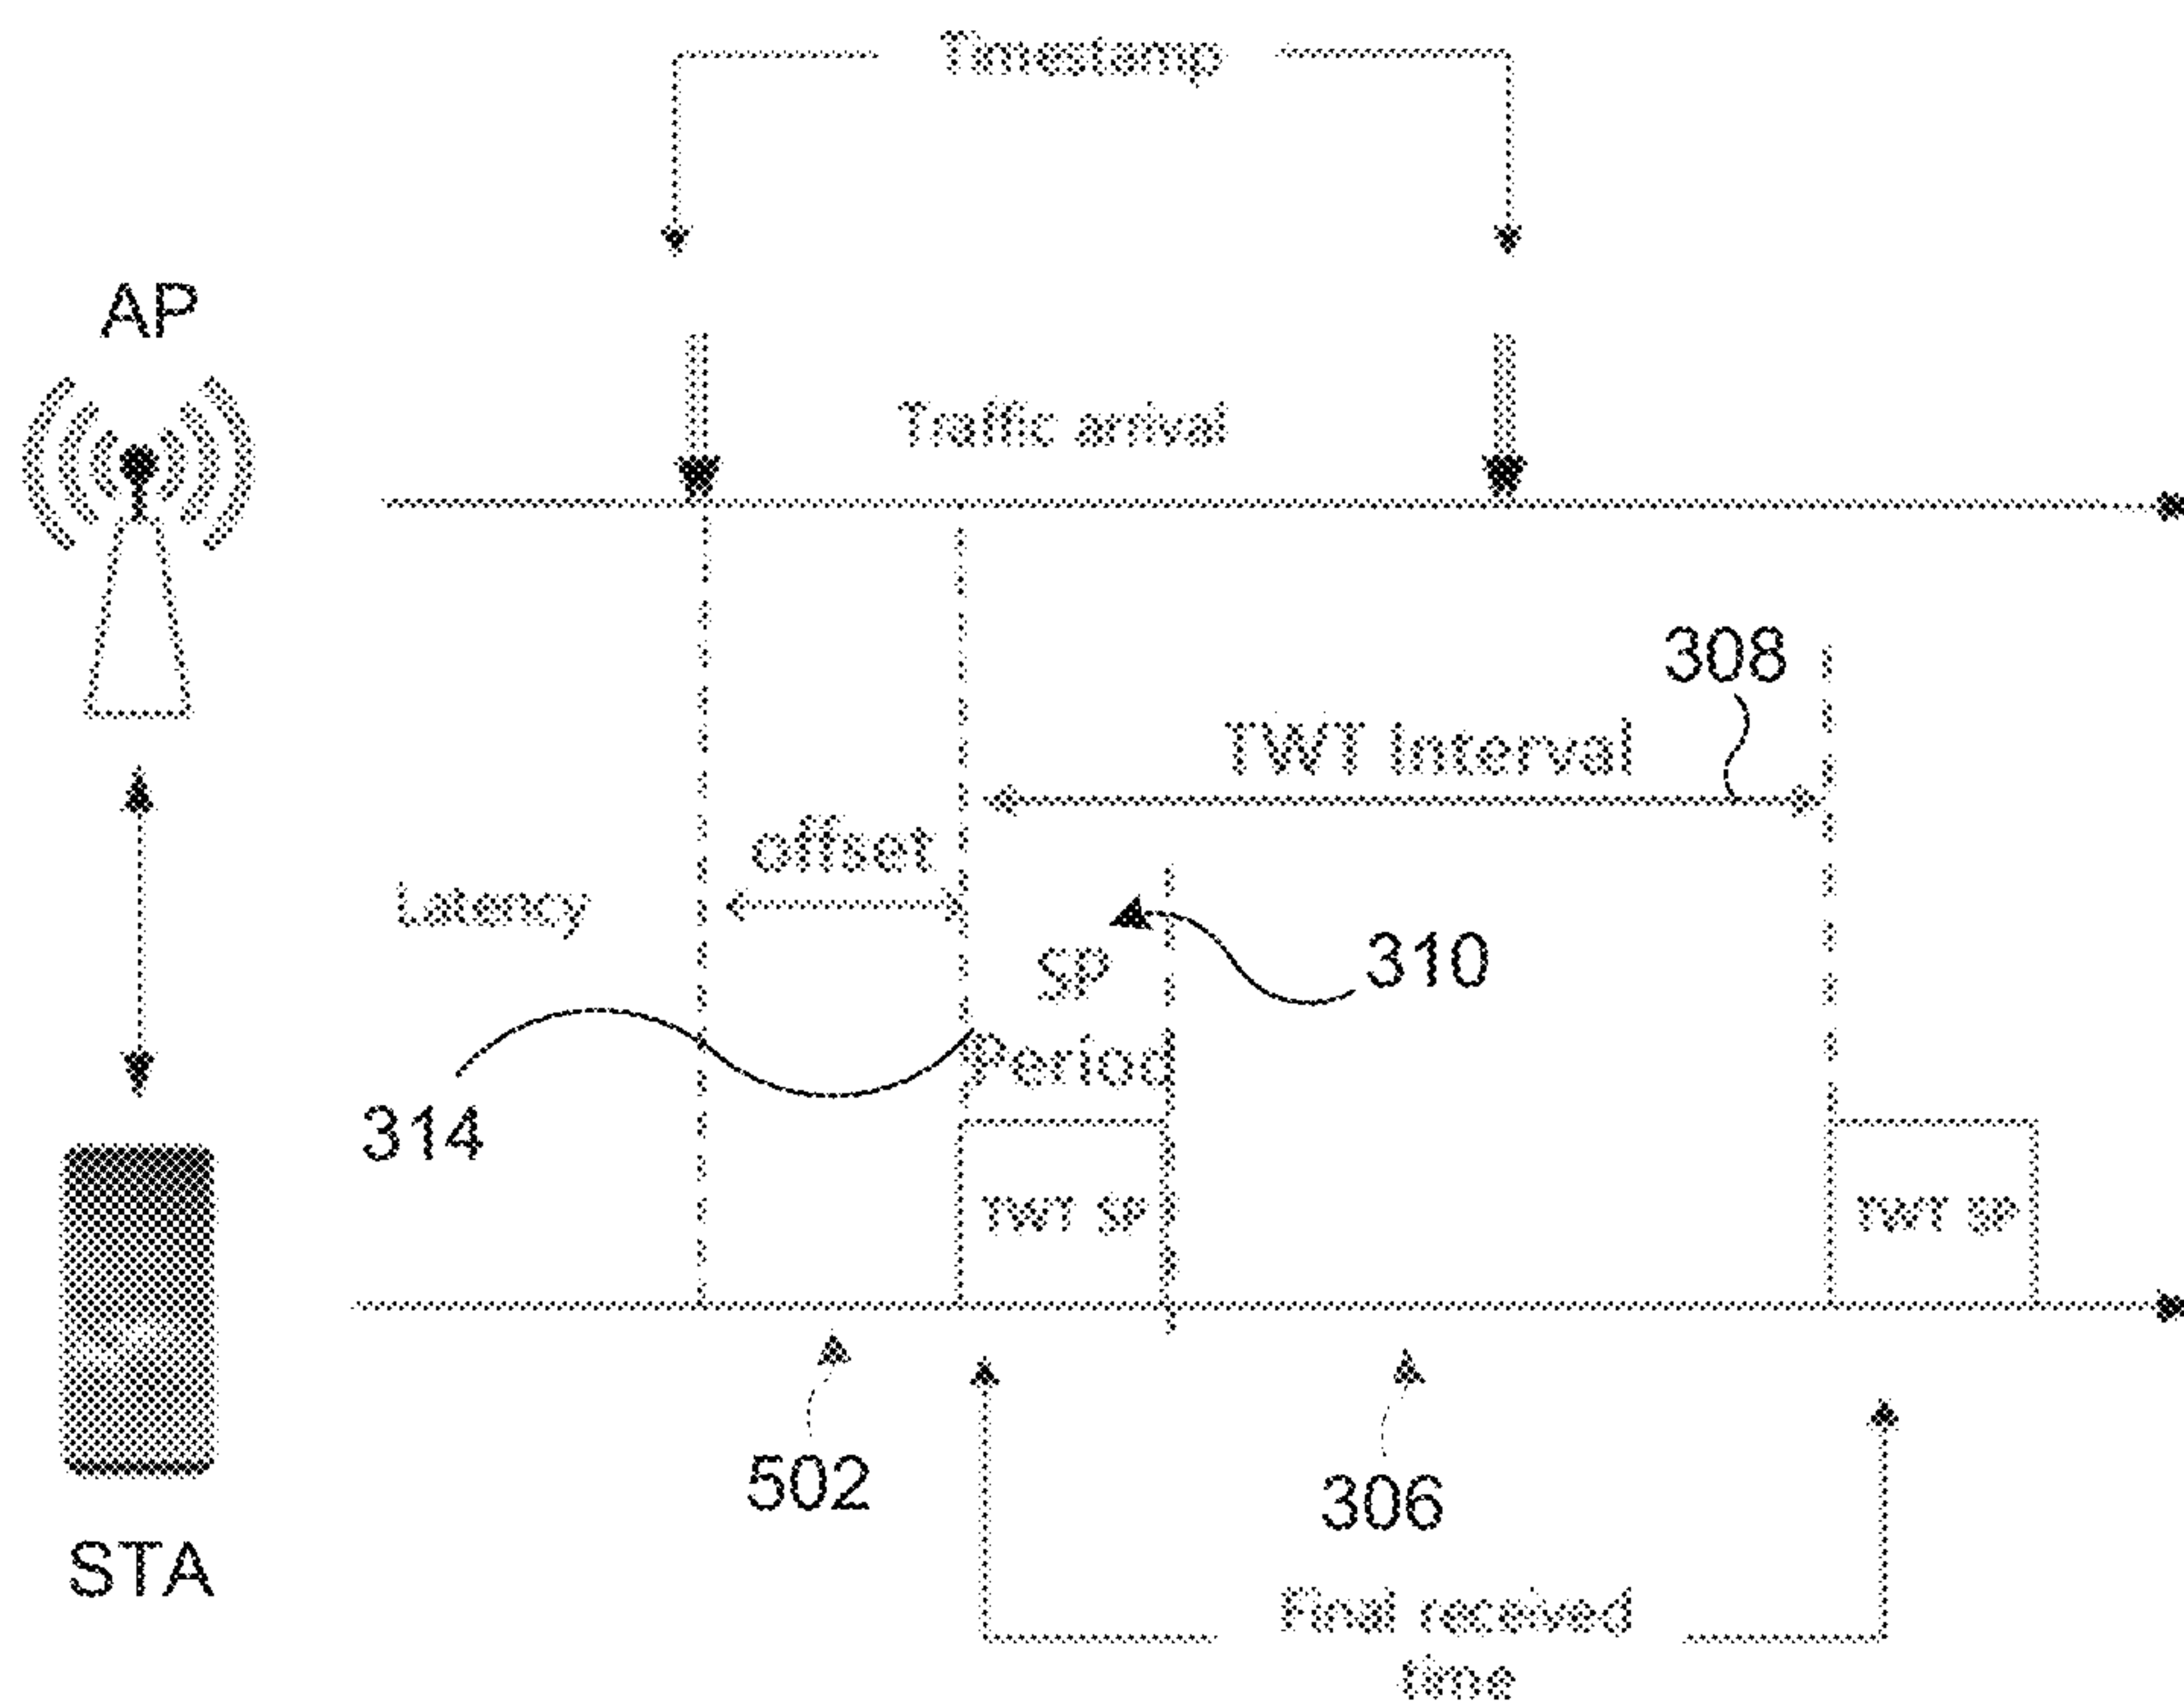 Timestamp
AP
Traffic arrival
308
TWT Interval
offset
Latency
SP
310
Period
314
TWT SP
TWT SP
502
306
STA
Final received
time